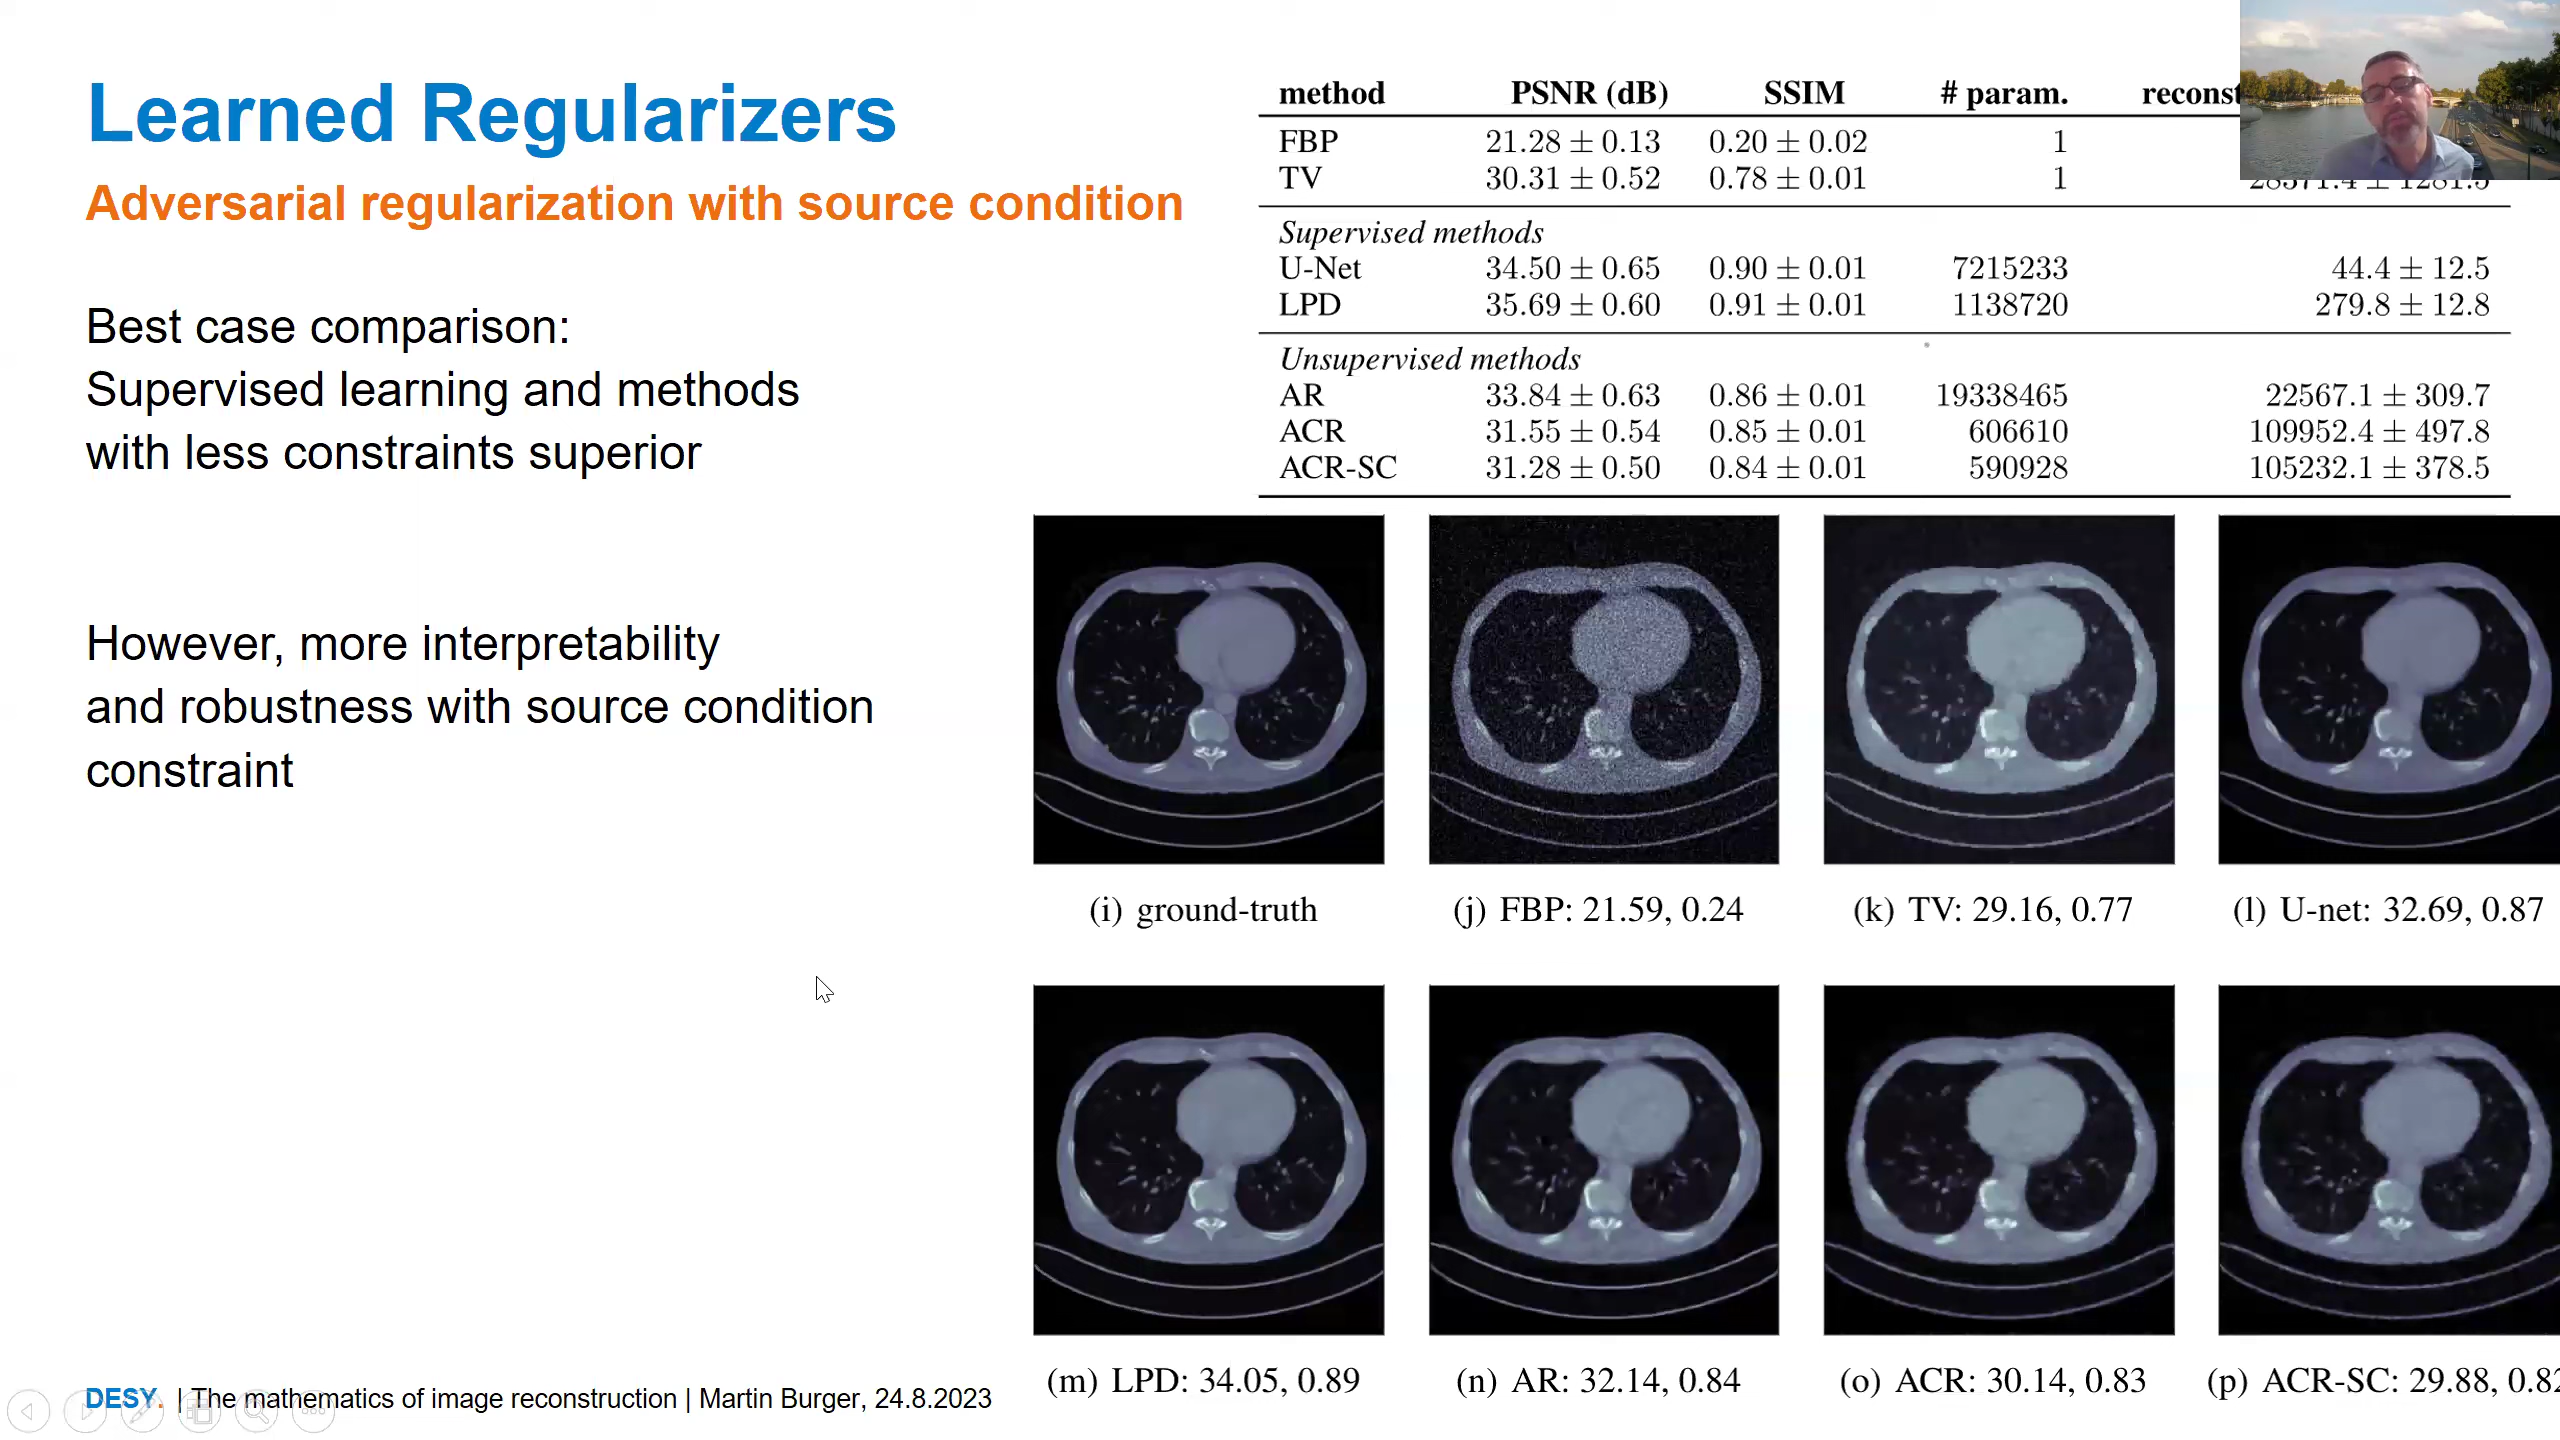 Learned Regularizers
Adversarial regularization with source condition
Best case comparison:
Supervised learning and methods
with less constraints superior
However, more interpretability
and robustness with source condition
constraint
method PSNR (dB) SSIM # param.
FBP 21.28 ± 0.13 0.20 ± 0.02 1
TV 30.31 ± 0.52 0.78 ± 0.01 1
Supervised methods
U-Net 34.50 ± 0.65 0.90 ± 0.01 7215233 44.4 ± 12.5
LPD 35.69 ± 0.60 0.91 ± 0.01 1138720 279.8 ± 12.8
Unsupervised methods
AR 33.84 ± 0.63 0.86 ± 0.01 19338465 22567.1 ± 309.7
ACR 31.55 ± 0.54 0.85 ± 0.01 606610 109952.4 ± 497.8
ACR-SC 31.28 ± 0.50 0.84 ± 0.01 590928 105232.1 ± 378.5
(i) ground-truth
(j) FBP: 21.59, 0.24
(k) TV: 29.16, 0.77
(l) U-net: 32.69, 0.87
(m) LPD: 34.05, 0.89
(n) AR: 32.14, 0.84
(o) ACR: 30.14, 0.83
(p) ACR-SC: 29.88, 0.82
DESY. | The mathematics of image reconstruction | Martin Burger, 24.8.2023